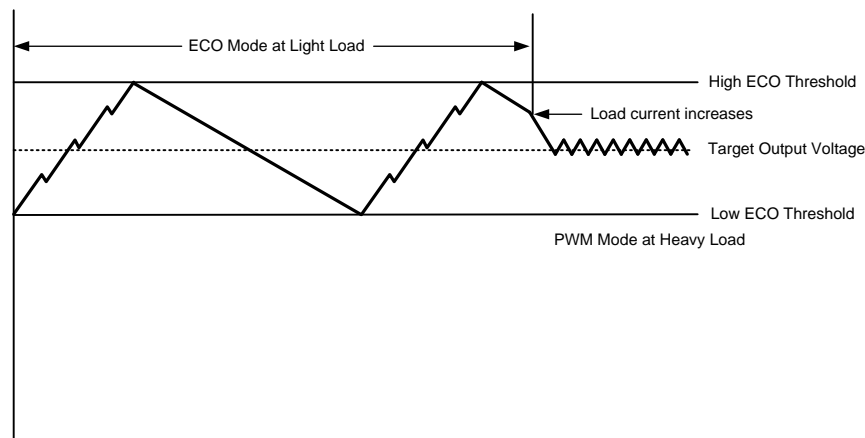 ECO Mode at Light Load
High ECO Threshold
Load current increases
Target Output Voltage
Low ECO Threshold
PWM Mode at Heavy Load